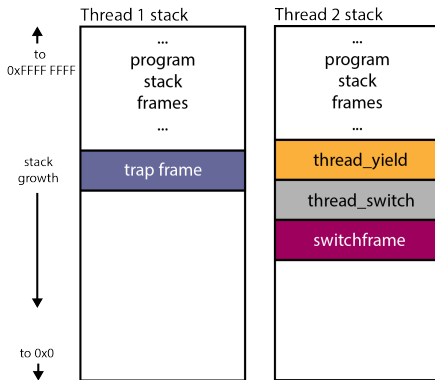 Thread 1 stack
Thread 2 stack
to
0xFFFF FFFF
...
program
stack
frames
...
...
program
stack
frames
...
stack
growth
trap frame
thread_yield
thread_switch
switchframe
to 0x0